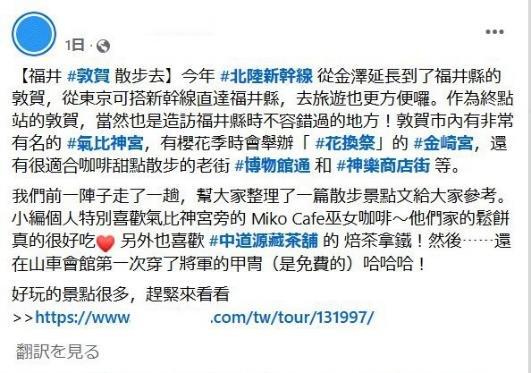 1日
【福井 #敦賀 散步去】今年 #北陸新幹線 從金澤延長到了福井縣的
敦賀，從東京可搭新幹線直達福井縣，去旅遊也更方便囉。作為終點
站的敦賀，當然也是造訪福井縣時不容錯過的地方！敦賀市內有非常
有名的 #氣比神宮，有櫻花季時會舉辦「 #花換祭」的 #金崎宮，還
有很適合咖啡甜點散步的老街 #博物館通 和 #神樂商店街 等。
我們前一陣子走了一趟，幫大家整理了一篇散步景點文給大家參考。
小編個人特別喜歡氣比神宮旁的 Miko Cafe巫女咖啡～他們家的鬆餅
真的很好吃❤ 另外也喜歡 #中道源藏茶舖 的 焙茶拿鐵！然後⋯⋯還
在山車會館第一次穿了將軍的甲冑（是免費的）哈哈哈！
好玩的景點很多，趕緊來看看
>>https://www .com/tw/tour/131997/
翻訳を見る